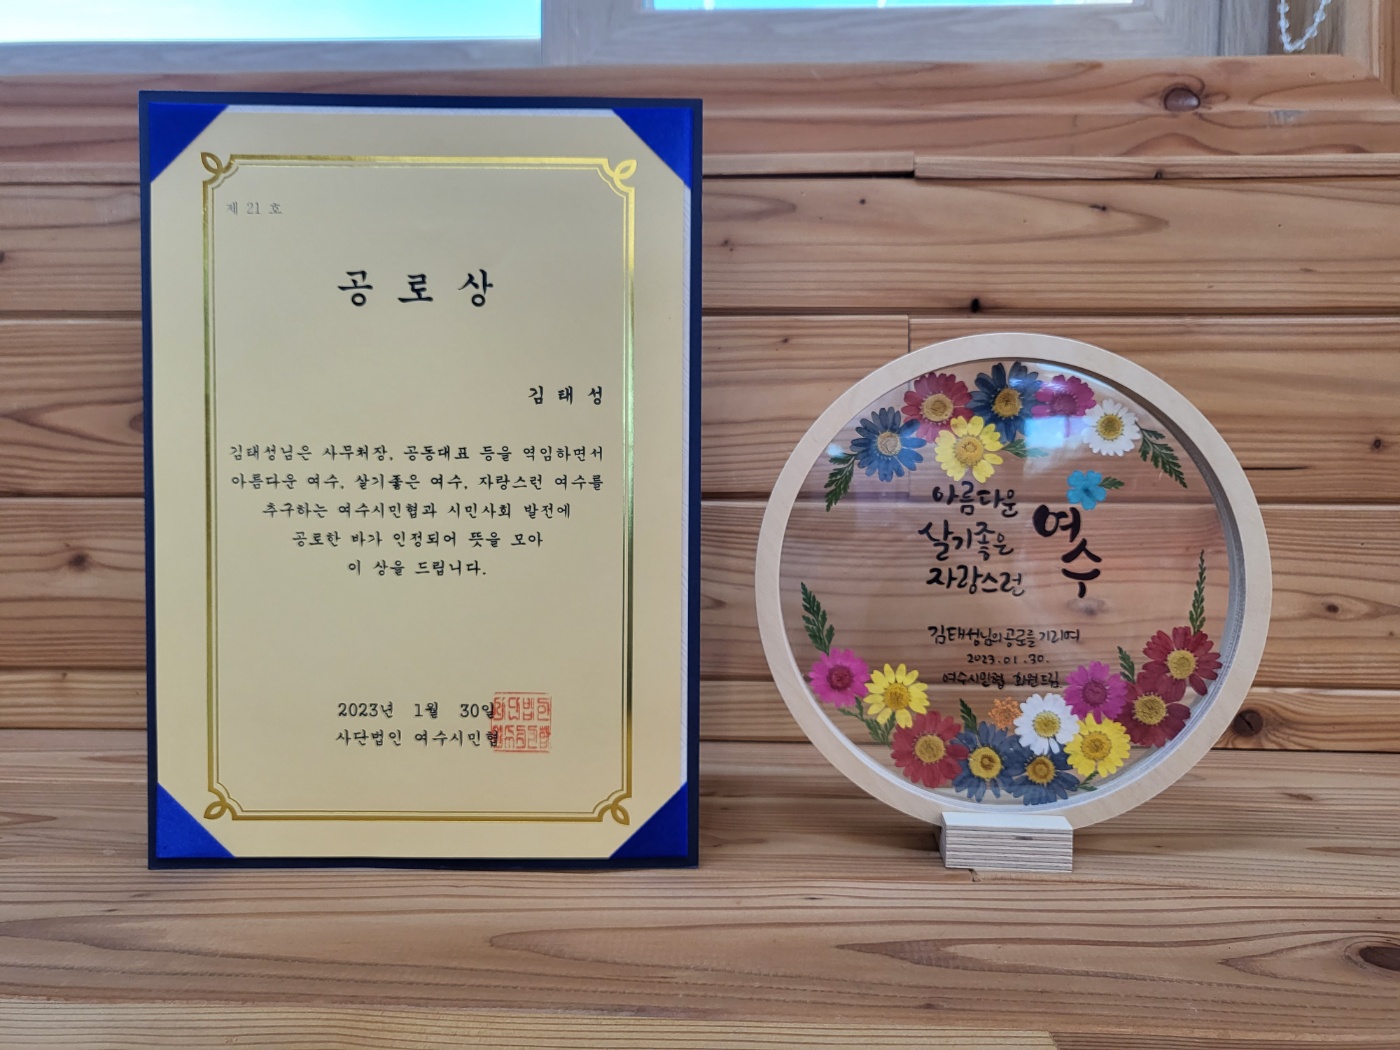 제 21 호
공 로 상
김 태 성
김태성님은 사무처장, 공동대표 등을 역임하면서
아름다운 여수, 살기좋은 여수, 자랑스런 여수를
추구하는 여수시민협과 시민사회 발전에
공로한 바가 인정되어 뜻을 모아
이 상을 드립니다.
2023년 1월 30일
사단법인 여수시민협
아름다운
살기좋은
자랑스런
여수
김태성님의공로를 기리며
2023.01.30.
여수시민협 회원드림